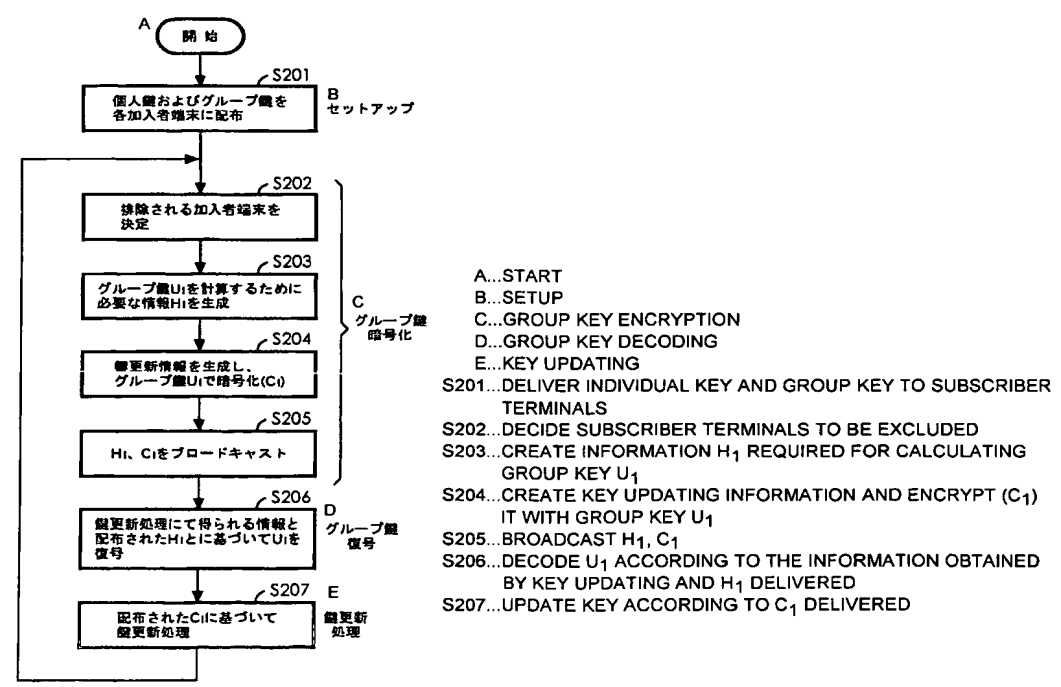 A
開 始
S201
個人鍵およびグループ鍵を
各加入者端末に配布
B
セットアップ
S202
排除される加入者端末を
決定
S203
グループ鍵Uıを計算するために
必要な情報Hıを生成
C
グループ鍵
暗号化
S204
鍵更新情報を生成し、
グループ鍵Uıで暗号化(Cı)
S205
Hı、Cıをブロードキャスト
S206
鍵更新処理にて得られる情報と
配布されたHıとに基づいてUıを
復号
D
グループ鍵
復号
S207
配布されたCıに基づいて
鍵更新処理
E
鍵更新
処理
A...START
B...SETUP
C...GROUP KEY ENCRYPTION
D...GROUP KEY DECODING
E...KEY UPDATING
S201...DELIVER INDIVIDUAL KEY AND GROUP KEY TO SUBSCRIBER
TERMINALS
S202...DECIDE SUBSCRIBER TERMINALS TO BE EXCLUDED
S203...CREATE INFORMATION H₁ REQUIRED FOR CALCULATING
GROUP KEY U₁
S204...CREATE KEY UPDATING INFORMATION AND ENCRYPT (C₁)
IT WITH GROUP KEY U₁
S205...BROADCAST H₁, C₁
S206...DECODE U₁ ACCORDING TO THE INFORMATION OBTAINED
BY KEY UPDATING AND H₁ DELIVERED
S207...UPDATE KEY ACCORDING TO C₁ DELIVERED